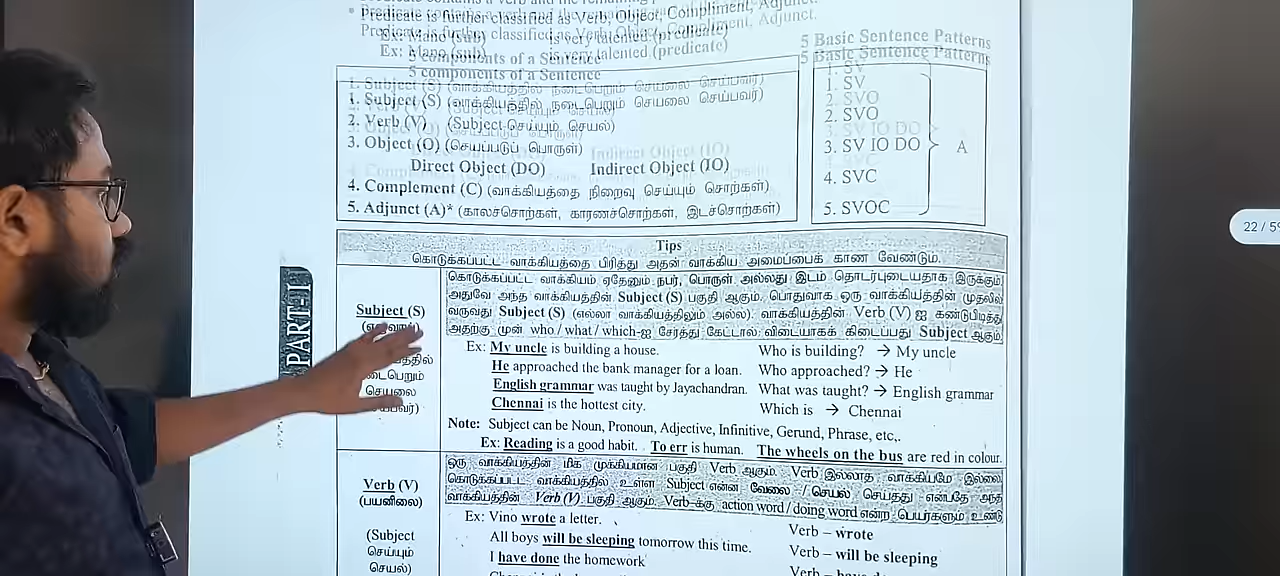 Predicate is further classified as Verb, Object, Compliment, Adjunct.
Ex: Mano (sub) is very talented (predicate)
5 components of a Sentence
1. Subject (S) (வாக்கியத்தில் நடைபெறும் செயலை செய்பவர்)
2. Verb (V) (Subject செய்யும் செயல்)
3. Object (O) (செயப்படுப் பொருள்)
Direct Object (DO) Indirect Object (IO)
4. Complement (C) (வாக்கியத்தை நிறைவு செய்யும் சொற்கள்)
5. Adjunct (A)* (காலச்சொற்கள், காரணச்சொற்கள், இடச்சொற்கள்)
5 Basic Sentence Patterns
1. SV
2. SVO
3. SV IO DO
4. SVC
5. SVOC
A
22 / 59
PART-II
Tips
கொடுக்கப்பட்ட வாக்கியத்தை பிரித்து அதன் வாக்கிய அமைப்பைக் காண வேண்டும்.
Subject (S)
நடைபெறும்
செயலை
கொடுக்கப்பட்ட வாக்கியம் ஏதேனும் நபர், பொருள் அல்லது இடம் தொடர்புடையதாக இருக்கும்
அதுவே அந்த வாக்கியத்தின் Subject (S) பகுதி ஆகும். பொதுவாக ஒரு வாக்கியத்தின் முதலில்
வருவது Subject (S) (எல்லா வாக்கியத்திலும் அல்ல). வாக்கியத்தின் Verb (V) ஐ கண்டுபிடித்து
அதற்கு முன் who / what / which-ஐ சேர்த்து கேட்டால் விடையாகக் கிடைப்பது Subject ஆகும்
Ex: My uncle is building a house. Who is building? → My uncle
He approached the bank manager for a loan. Who approached? → He
English grammar was taught by Jayachandran. What was taught? → English grammar
Chennai is the hottest city. Which is → Chennai
Note: Subject can be Noun, Pronoun, Adjective, Infinitive, Gerund, Phrase, etc,.
Ex: Reading is a good habit. To err is human. The wheels on the bus are red in colour.
Verb (V)
(பயனிலை)
(Subject
செய்யும்
செயல்)
ஒரு வாக்கியத்தின் மிக முக்கியமான பகுதி Verb ஆகும். Verb இல்லாத வாக்கியமே இல்லை
கொடுக்கப்பட்ட வாக்கியத்தில் உள்ள Subject என்ன வேலை / செயல் செய்தது என்பதே அந்த
வாக்கியத்தின் Verb (V) பகுதி ஆகும். Verb-க்கு action word / doing word என்ற பெயர்களும் உண்டு
Ex: Vino wrote a letter. Verb – wrote
All boys will be sleeping tomorrow this time. Verb – will be sleeping
I have done the homework